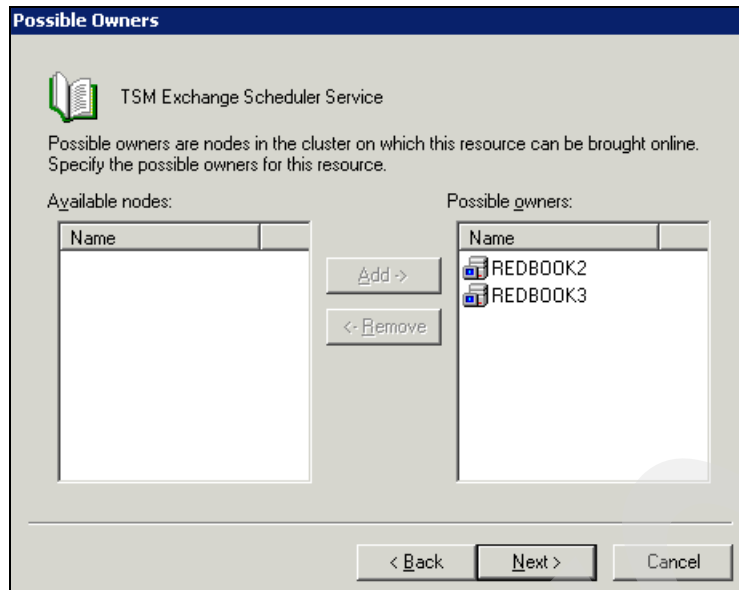 Possible Owners
TSM Exchange Scheduler Service
Possible owners are nodes in the cluster on which this resource can be brought online.
Specify the possible owners for this resource.
Available nodes:
Possible owners:
Name
Name
REDBOOK2
REDBOOK3
Add ->
<- Remove
< Back
Next >
Cancel